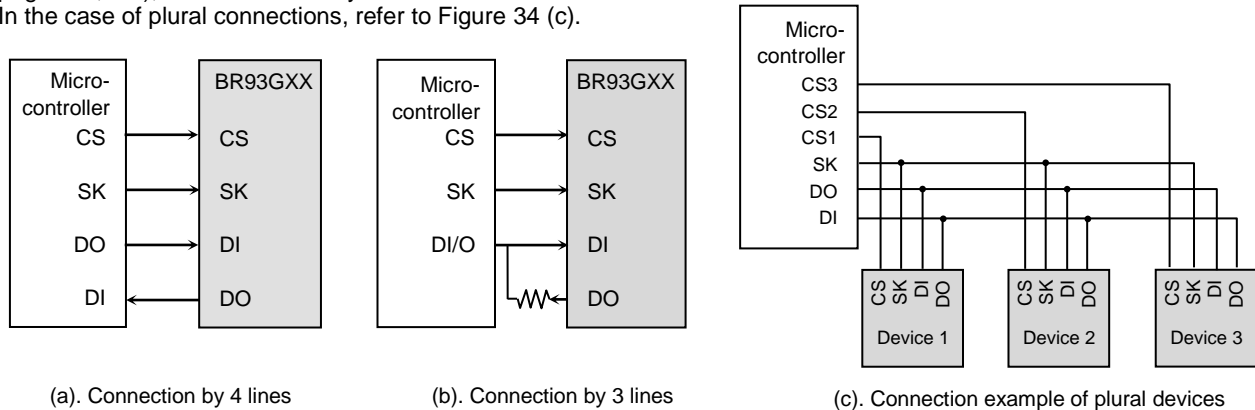 In the case of plural connections, refer to Figure 34 (c).
Micro-
controller
CS
SK
DO
DI
BR93GXX
CS
SK
DI
DO
(a). Connection by 4 lines
Micro-
controller
CS
SK
DI/O
BR93GXX
CS
SK
DI
DO
(b). Connection by 3 lines
Micro-
controller
CS3
CS2
CS1
SK
DO
DI
CS
SK
DI
DO
Device 1
CS
SK
DI
DO
Device 2
CS
SK
DI
DO
Device 3
(c). Connection example of plural devices